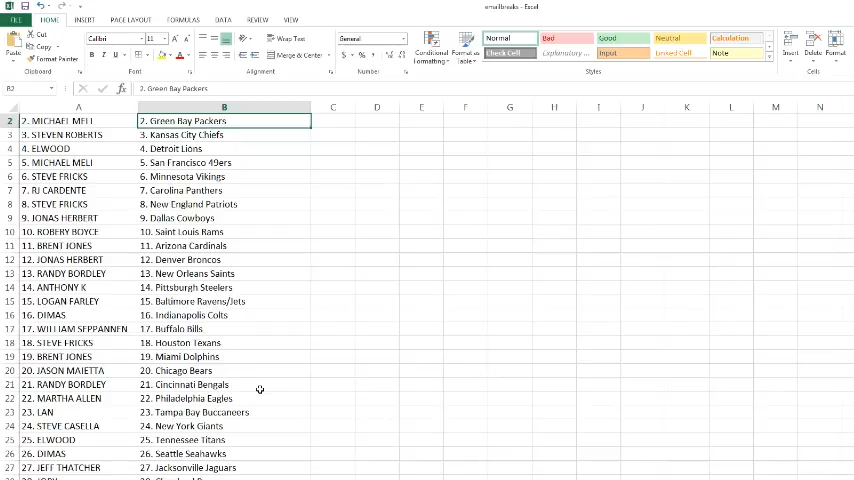 emailbreaks - Excel
FILE HOME INSERT PAGE LAYOUT FORMULAS DATA REVIEW VIEW
Paste Cut Copy Format Painter
Clipboard
Calibri 11
B I U
Font
Wrap Text
Merge & Center
Alignment
General
$ % ,
Number
Conditional Formatting Format as Table
Normal Bad Good Neutral Calculation
Check Cell Explanatory ... Input Linked Cell Note
Styles
Insert Delete Format
Cells
B2 fx 2. Green Bay Packers
A B C D E F G H I J K L M N
2 2. MICHAEL MELI 2. Green Bay Packers
3 3. STEVEN ROBERTS 3. Kansas City Chiefs
4 4. ELWOOD 4. Detroit Lions
5 5. MICHAEL MELI 5. San Francisco 49ers
6 6. STEVE FRICKS 6. Minnesota Vikings
7 7. RJ CARDENTE 7. Carolina Panthers
8 8. STEVE FRICKS 8. New England Patriots
9 9. JONAS HERBERT 9. Dallas Cowboys
10 10. ROBERY BOYCE 10. Saint Louis Rams
11 11. BRENT JONES 11. Arizona Cardinals
12 12. JONAS HERBERT 12. Denver Broncos
13 13. RANDY BORDLEY 13. New Orleans Saints
14 14. ANTHONY K 14. Pittsburgh Steelers
15 15. LOGAN FARLEY 15. Baltimore Ravens/Jets
16 16. DIMAS 16. Indianapolis Colts
17 17. WILLIAM SEPPANNEN 17. Buffalo Bills
18 18. STEVE FRICKS 18. Houston Texans
19 19. BRENT JONES 19. Miami Dolphins
20 20. JASON MAIETTA 20. Chicago Bears
21 21. RANDY BORDLEY 21. Cincinnati Bengals
22 22. MARTHA ALLEN 22. Philadelphia Eagles
23 23. LAN 23. Tampa Bay Buccaneers
24 24. STEVE CASELLA 24. New York Giants
25 25. ELWOOD 25. Tennessee Titans
26 26. DIMAS 26. Seattle Seahawks
27 27. JEFF THATCHER 27. Jacksonville Jaguars